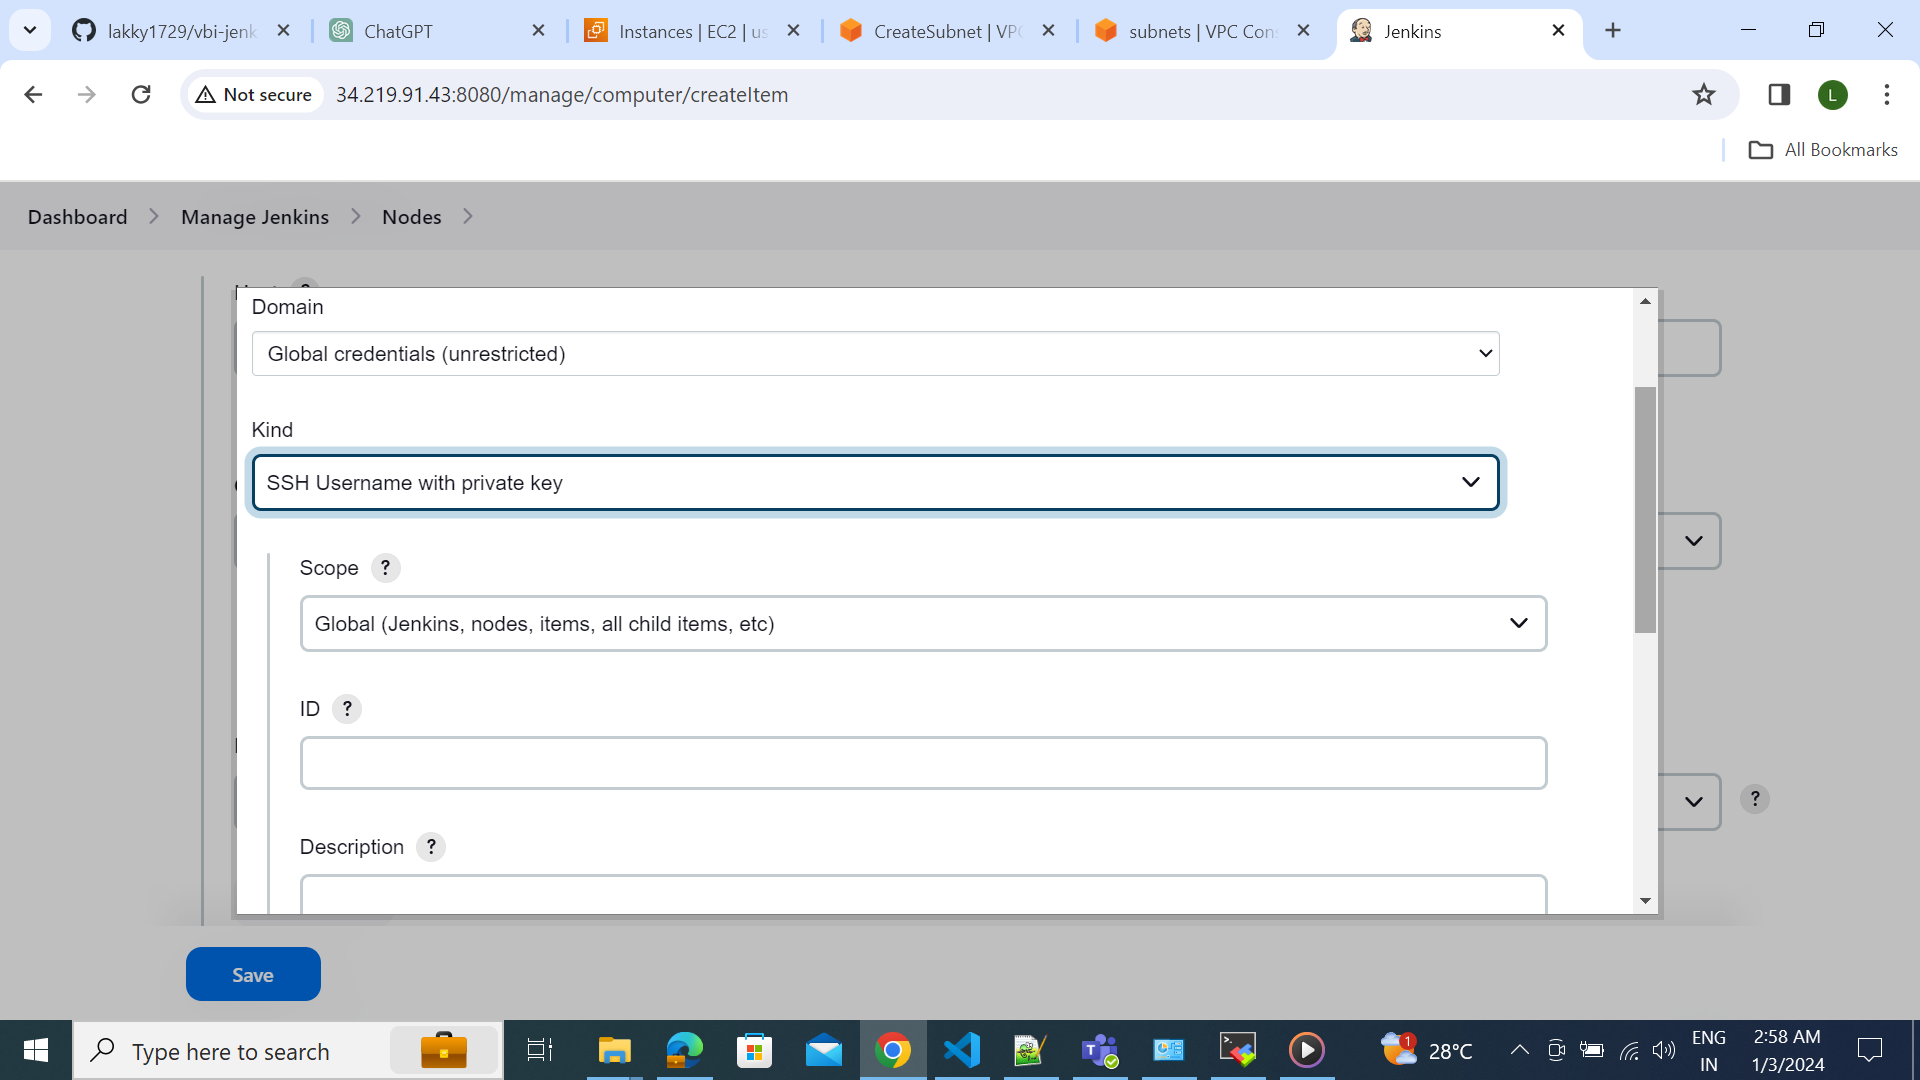 lakky1729/vbi-jenk
ChatGPT
Instances | EC2 | us
CreateSubnet | VPC
subnets | VPC Cons
Jenkins
Not secure
34.219.91.43:8080/manage/computer/createItem
L
All Bookmarks
Dashboard
Manage Jenkins
Nodes
Domain
Global credentials (unrestricted)
Kind
SSH Username with private key
Scope ?
Global (Jenkins, nodes, items, all child items, etc)
ID ?
?
Description ?
Save
Type here to search
1
28°C
ENG
IN
2:58 AM
1/3/2024